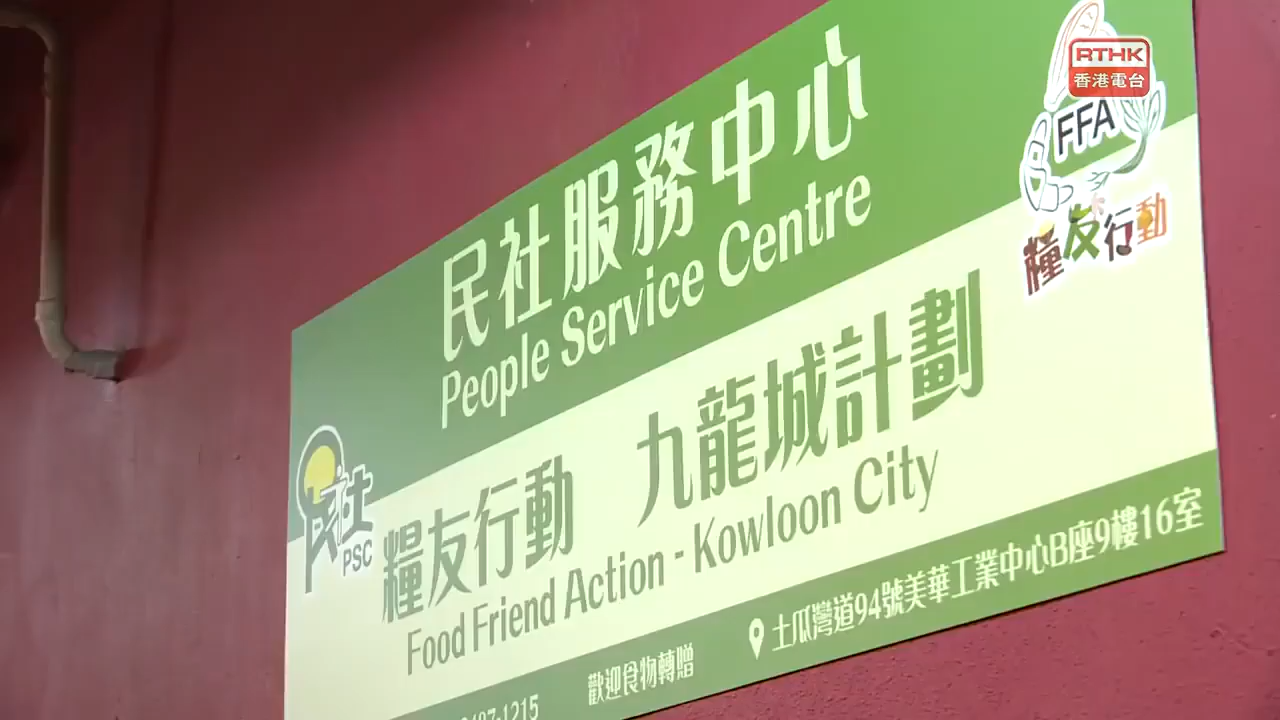 RTHK
香港電台
FFA
糧友行動
民社服務中心
People Service Centre
民社
PSC
糧友行動 九龍城計劃
Food Friend Action - Kowloon City
土瓜灣道94號美華工業中心B座9樓16室
歡迎食物轉贈
-1215